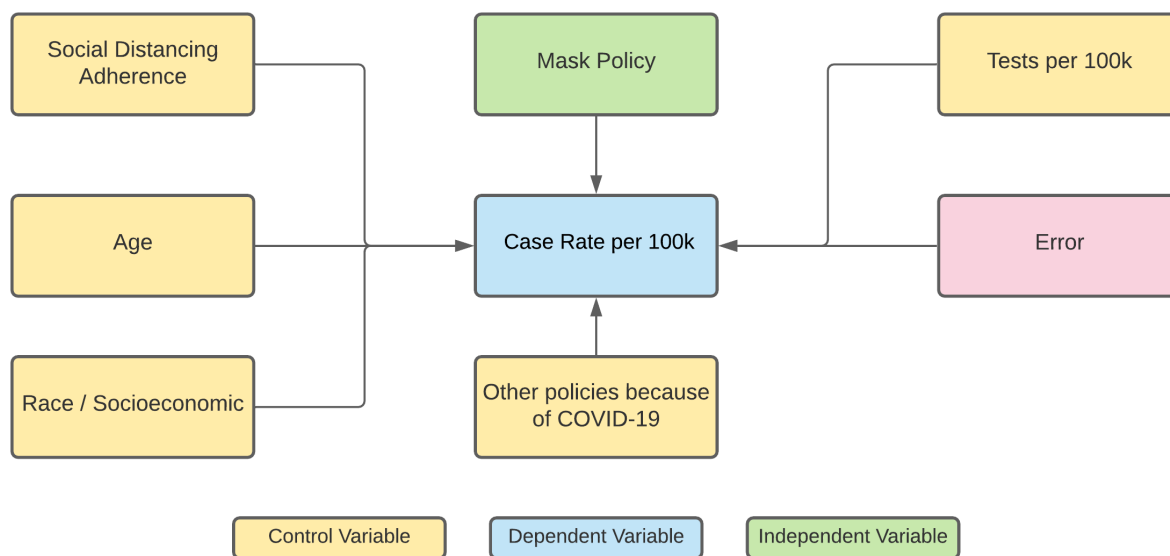 Social Distancing
Adherence
Mask Policy
Tests per 100k
Age
Case Rate per 100k
Error
Race / Socioeconomic
Other policies because
of COVID-19
Control Variable
Dependent Variable
Independent Variable